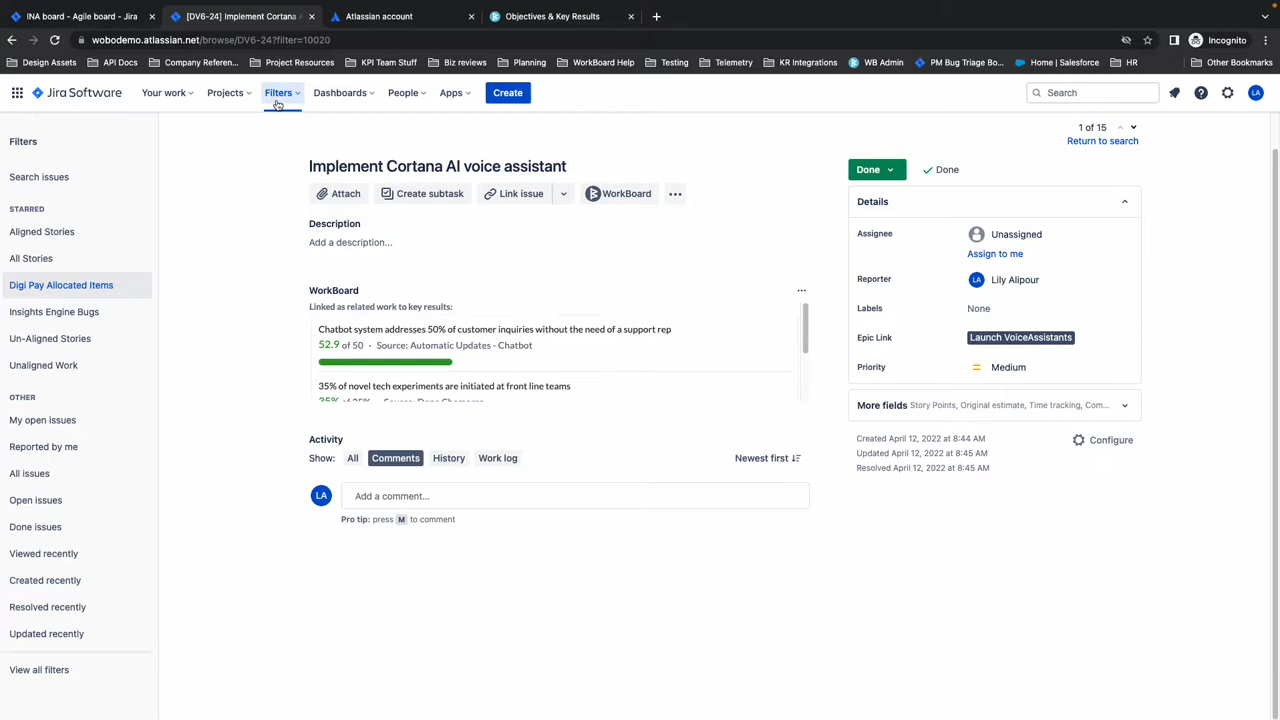 INA board - Agile board - Jira
[DV6-24] Implement Cortana A
Atlassian account
Objectives & Key Results
wobodemo.atlassian.net/browse/DV6-24?filter=10020
Incognito
Design Assets
API Docs
Company Referen...
Project Resources
KPI Team Stuff
Biz reviews
Planning
WorkBoard Help
Testing
Telemetry
KR Integrations
WB Admin
PM Bug Triage Bo...
Home | Salesforce
HR
Other Bookmarks
Jira Software
Your work
Projects
Filters
Dashboards
People
Apps
Create
Search
LA
Filters
Search issues
STARRED
Aligned Stories
All Stories
Digi Pay Allocated Items
Insights Engine Bugs
Un-Aligned Stories
Unaligned Work
OTHER
My open issues
Reported by me
All issues
Open issues
Done issues
Viewed recently
Created recently
Resolved recently
Updated recently
View all filters
1 of 15
Return to search
Implement Cortana AI voice assistant
Attach
Create subtask
Link issue
WorkBoard
Description
Add a description...
WorkBoard
Linked as related work to key results:
Chatbot system addresses 50% of customer inquiries without the need of a support rep
52.9 of 50 · Source: Automatic Updates - Chatbot
35% of novel tech experiments are initiated at front line teams
Activity
Show:
All
Comments
History
Work log
Newest first
LA
Add a comment...
Pro tip: press M to comment
Done
Done
Details
Assignee
Unassigned
Assign to me
Reporter
LA
Lily Alipour
Labels
None
Epic Link
Launch VoiceAssistants
Priority
Medium
More fields Story Points, Original estimate, Time tracking, Com...
Created April 12, 2022 at 8:44 AM
Updated April 12, 2022 at 8:45 AM
Resolved April 12, 2022 at 8:45 AM
Configure